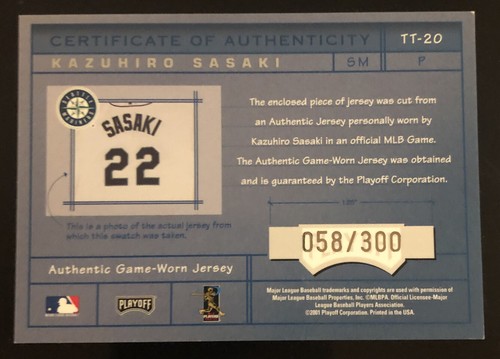 CERTIFICATE OF AUTHENTICITY TT-20
KAZUHIRO SASAKI SM P
SASAKI
22
The enclosed piece of jersey was cut from
an Authentic Jersey personally worn by
Kazuhiro Sasaki in an official MLB Game.
The Authentic Game-Worn Jersey was obtained
and is guaranteed by the Playoff Corporation.
This is a photo of the actual jersey from
which this swatch was taken.
058/300
Authentic Game-Worn Jersey
PLAYOFF
Major League Baseball trademarks and copyrights are used with permission of
Major League Baseball Properties, Inc. ©MLBPA. Official Licensee-Major
League Baseball Players Association.
©2001 Playoff Corporation. Printed in the USA.